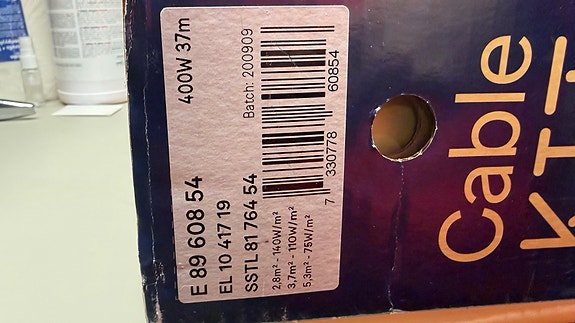 400W 37m
E 89 608 54
EL 10 417 19
SSTL 81 764 54
2,8m² - 140W/m²
3,7m² - 110W/m²
5,3m² - 75W/m²
Batch: 200909
7 330778 60854
Cable